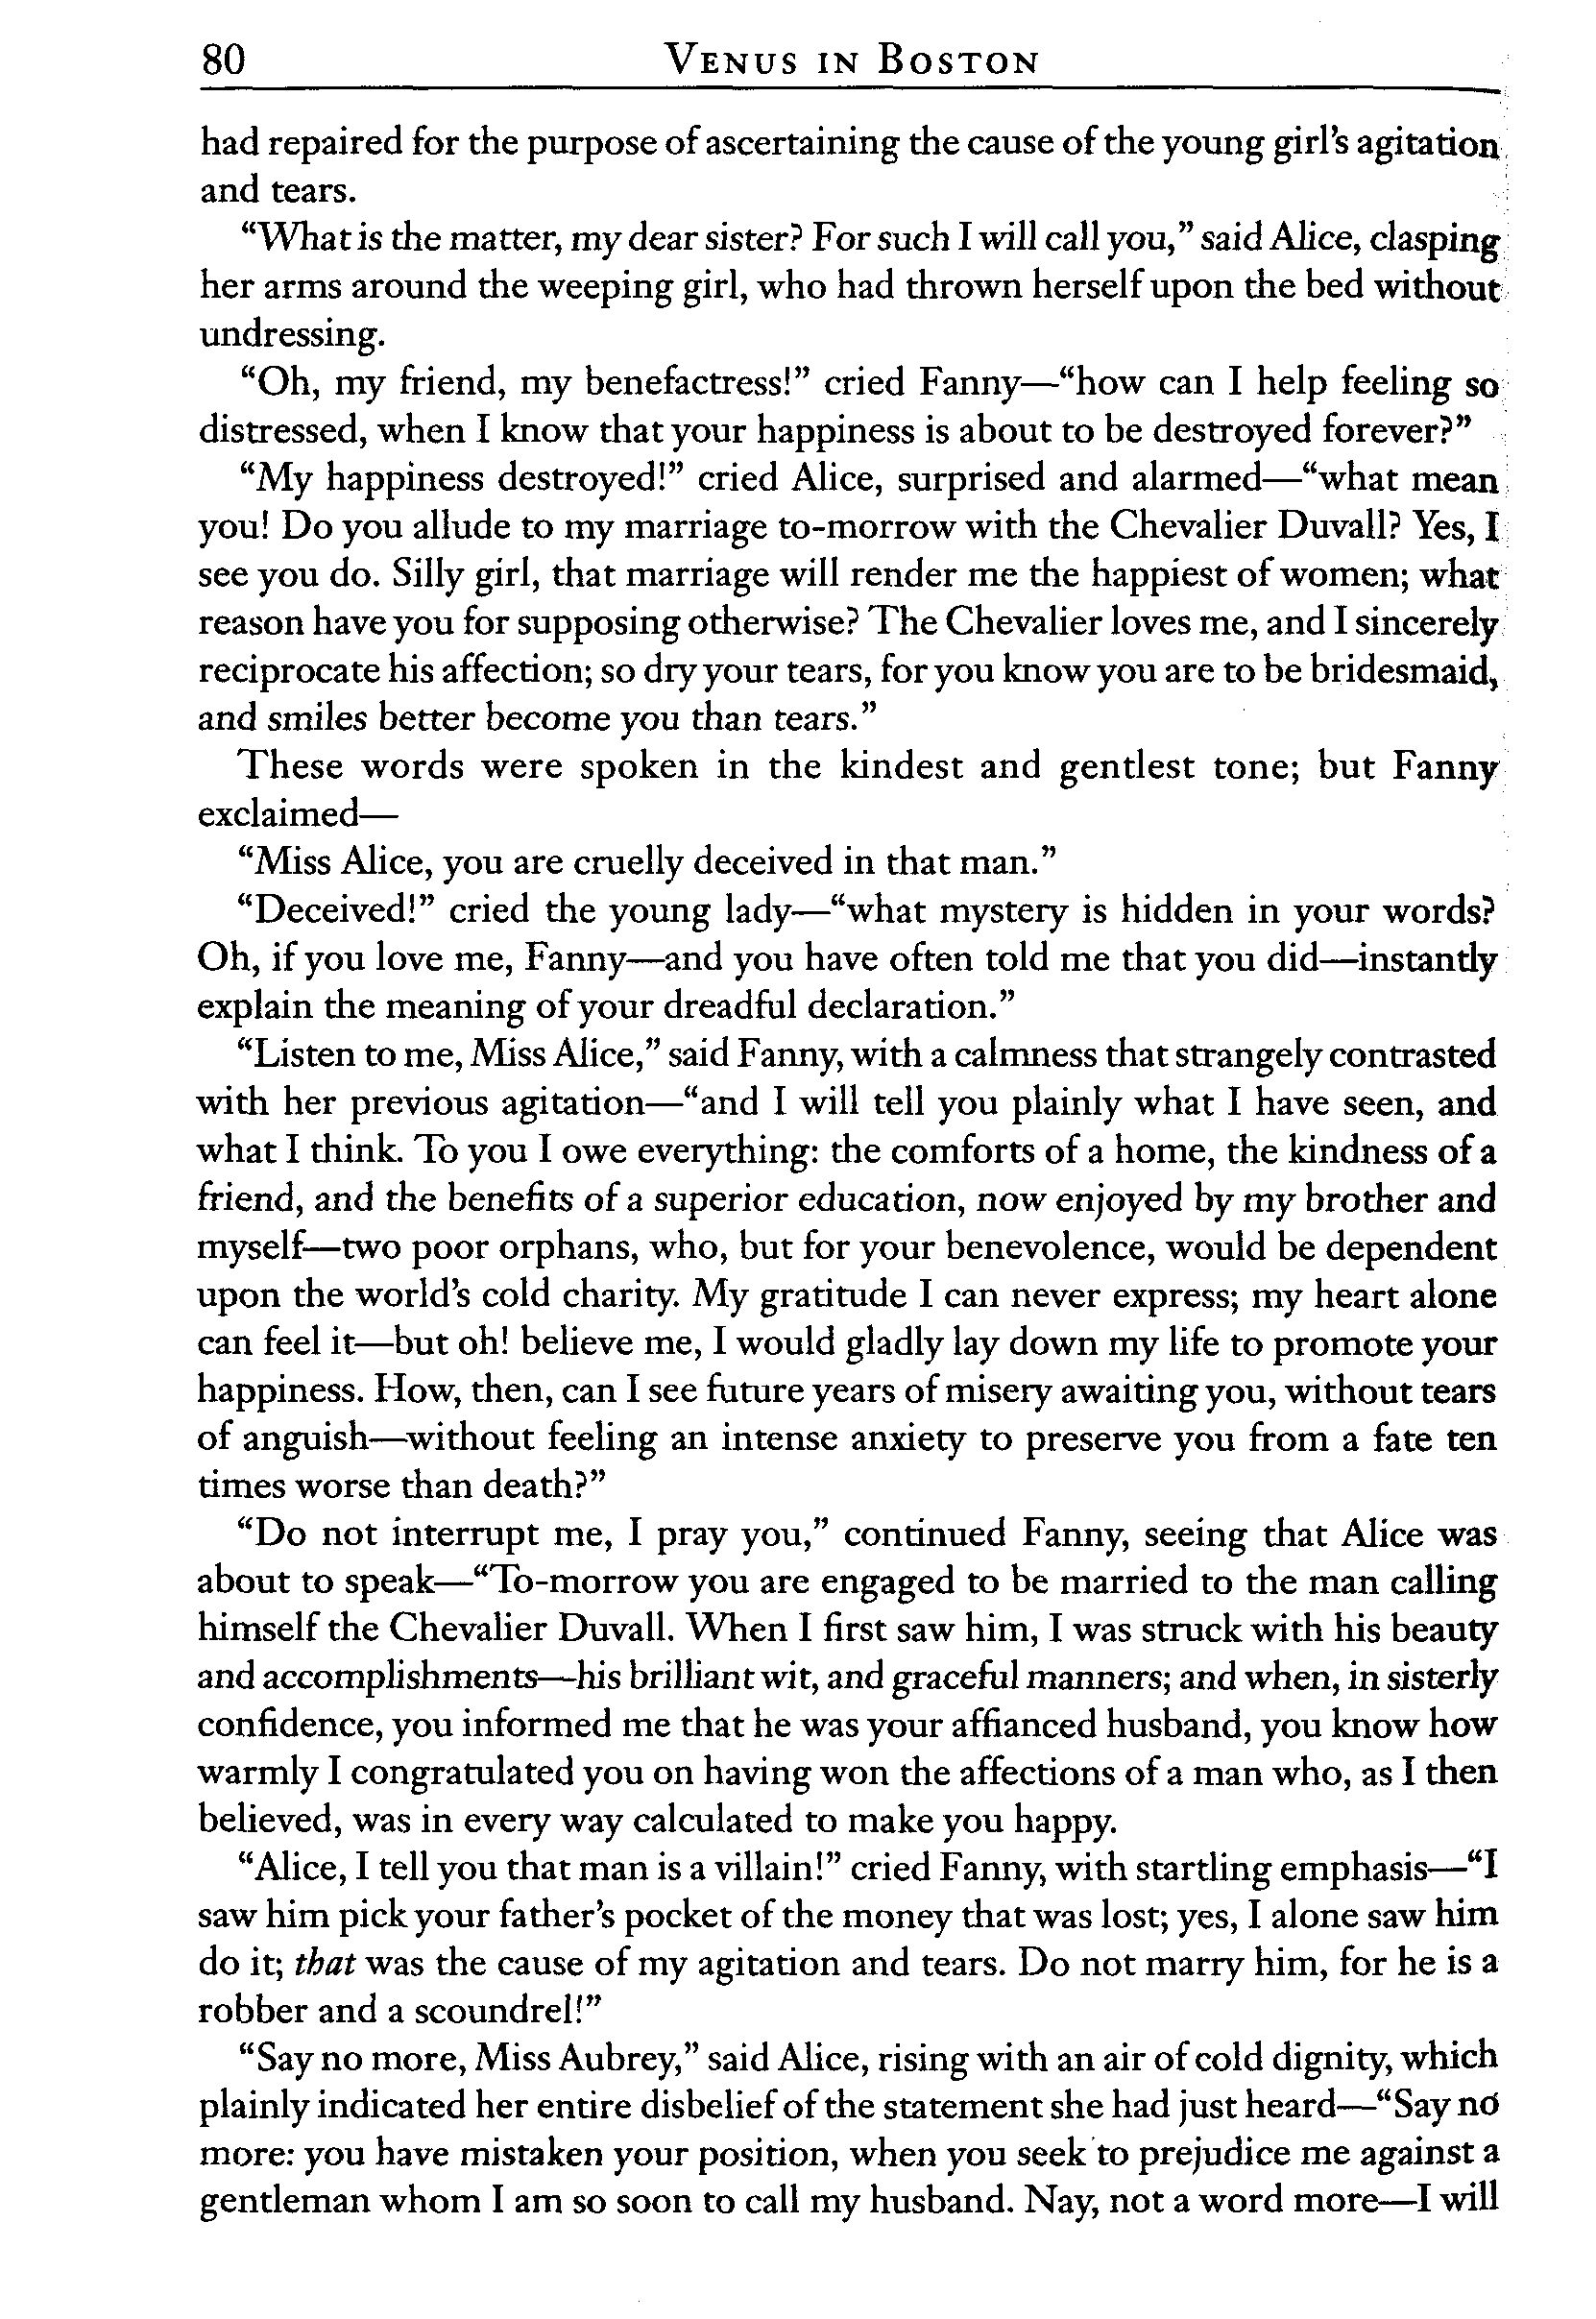 80 VENUS IN BOSTON
had repaired for the purpose of ascertaining the cause of the young girl's agitation
and tears.
“What is the matter, my dear sister? For such I will call you,” said Alice, clasping
her arms around the weeping girl, who had thrown herself upon the bed without
undressing.
“Oh, my friend, my benefactress!” cried Fanny—“how can I help feeling so
distressed, when I know that your happiness is about to be destroyed forever?”
“My happiness destroyed!” cried Alice, surprised and alarmed—“what mean
you! Do you allude to my marriage to-morrow with the Chevalier Duvall? Yes, I
see you do. Silly girl, that marriage will render me the happiest of women; what
reason have you for supposing otherwise? The Chevalier loves me, and I sincerely
reciprocate his affection; so dry your tears, for you know you are to be bridesmaid,
and smiles better become you than tears.”
These words were spoken in the kindest and gentlest tone; but Fanny
exclaimed—
“Miss Alice, you are cruelly deceived in that man.”
“Deceived!” cried the young lady—“what mystery is hidden in your words?
Oh, if you love me, Fanny—and you have often told me that you did—instantly
explain the meaning of your dreadful declaration.”
“Listen to me, Miss Alice,” said Fanny, with a calmness that strangely contrasted
with her previous agitation—“and I will tell you plainly what I have seen, and
what I think. To you I owe everything: the comforts of a home, the kindness of a
friend, and the benefits of a superior education, now enjoyed by my brother and
myself—two poor orphans, who, but for your benevolence, would be dependent
upon the world's cold charity. My gratitude I can never express; my heart alone
can feel it—but oh! believe me, I would gladly lay down my life to promote your
happiness. How, then, can I see future years of misery awaiting you, without tears
of anguish—without feeling an intense anxiety to preserve you from a fate ten
times worse than death?”
“Do not interrupt me, I pray you,” continued Fanny, seeing that Alice was
about to speak—“To-morrow you are engaged to be married to the man calling
himself the Chevalier Duvall. When I first saw him, I was struck with his beauty
and accomplishments—his brilliant wit, and graceful manners; and when, in sisterly
confidence, you informed me that he was your affianced husband, you know how
warmly I congratulated you on having won the affections of a man who, as I then
believed, was in every way calculated to make you happy.
“Alice, I tell you that man is a villain!” cried Fanny, with startling emphasis—“I
saw him pick your father's pocket of the money that was lost; yes, I alone saw him
do it; that was the cause of my agitation and tears. Do not marry him, for he is a
robber and a scoundrel!”
“Say no more, Miss Aubrey,” said Alice, rising with an air of cold dignity, which
plainly indicated her entire disbelief of the statement she had just heard—“Say no
more: you have mistaken your position, when you seek to prejudice me against a
gentleman whom I am so soon to call my husband. Nay, not a word more—I will